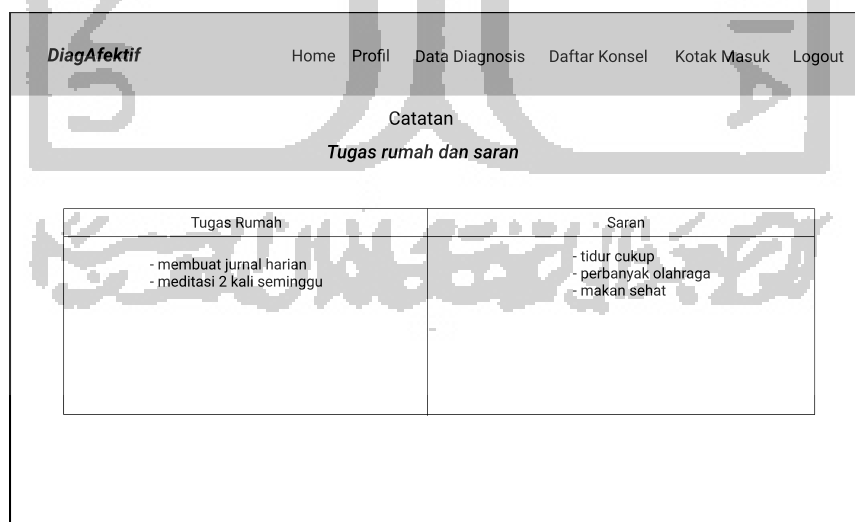 DiagAfektif Home Profil Data Diagnosis Daftar Konsel Kotak Masuk Logout
Catatan
Tugas rumah dan saran
Tugas Rumah
- membuat jurnal harian
- meditasi 2 kali seminggu
Saran
- tidur cukup
- perbanyak olahraga
- makan sehat